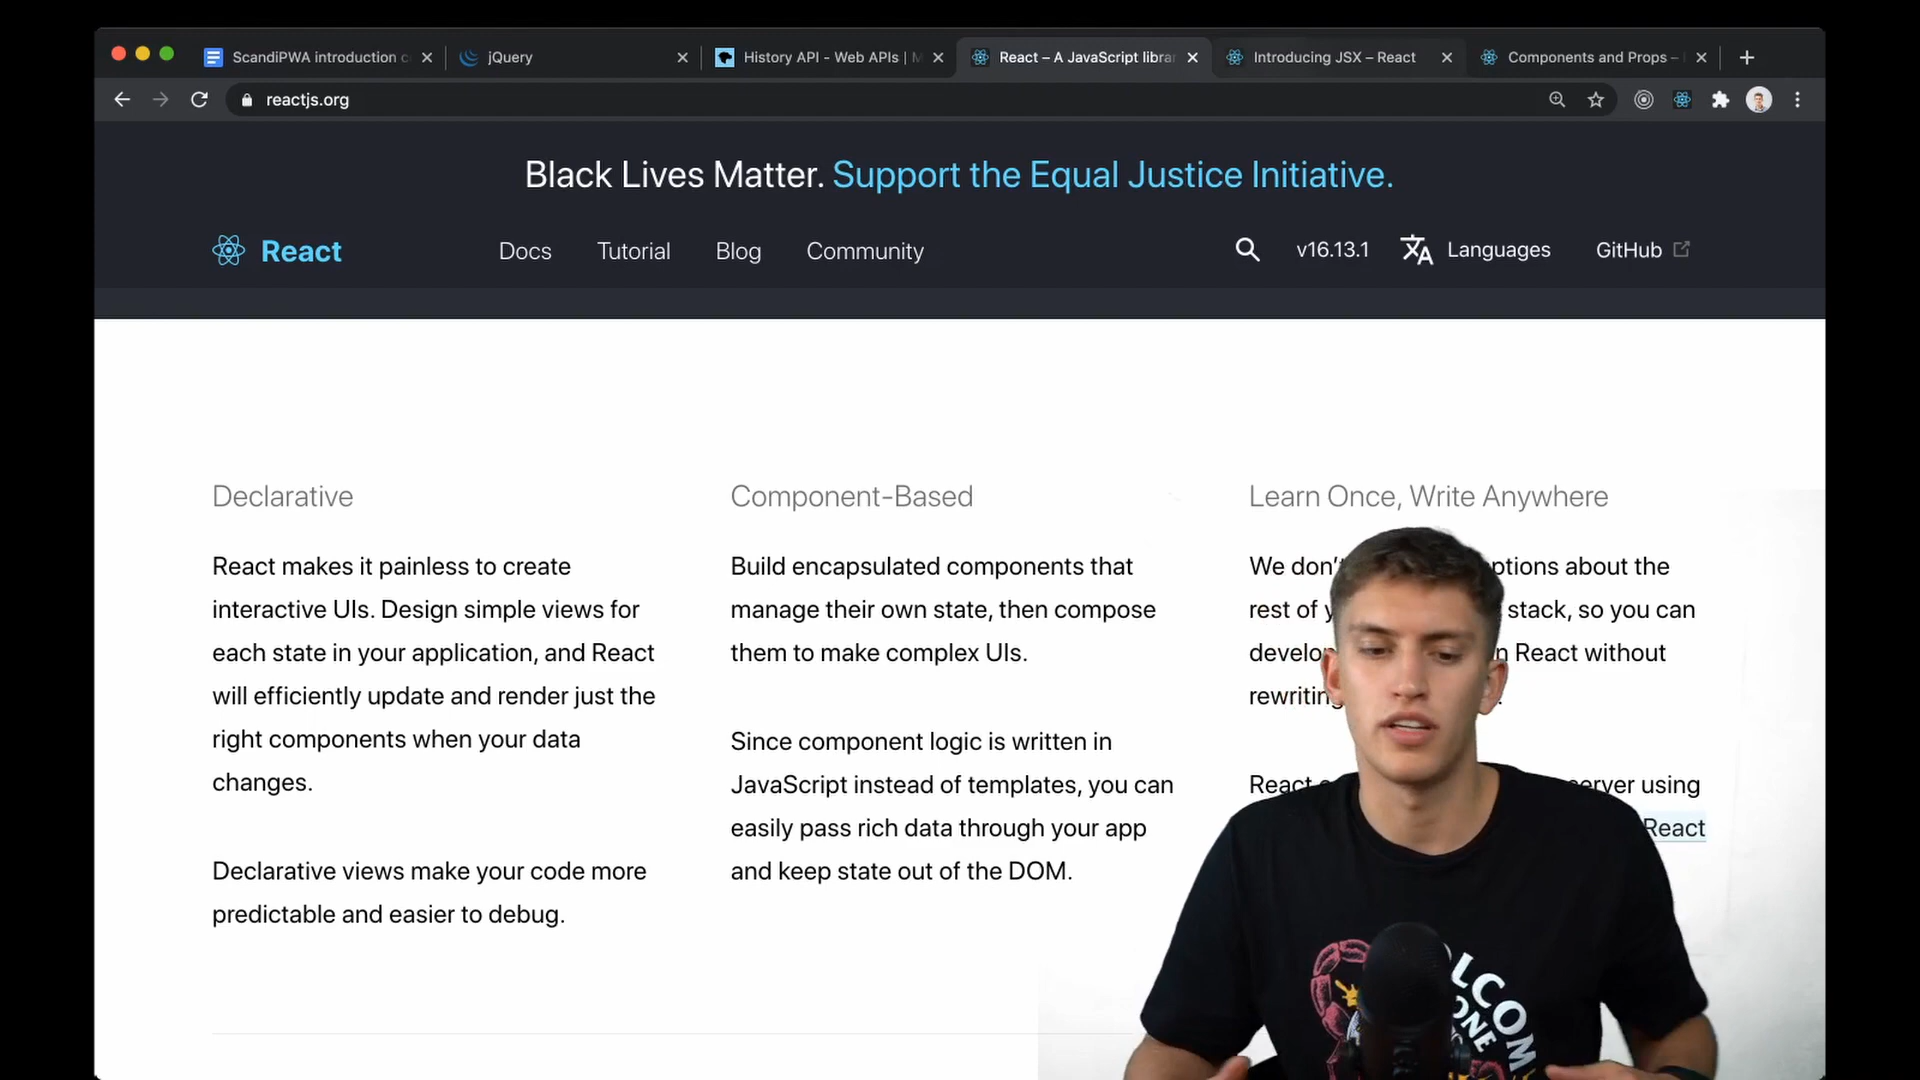 ScandiPWA introduction c
jQuery
History API - Web APIs | M
React – A JavaScript librar
Introducing JSX – React
Components and Props –
reactjs.org
Black Lives Matter. Support the Equal Justice Initiative.
React
Docs
Tutorial
Blog
Community
v16.13.1
Languages
GitHub
Declarative
React makes it painless to create
interactive UIs. Design simple views for
each state in your application, and React
will efficiently update and render just the
right components when your data
changes.
Declarative views make your code more
predictable and easier to debug.
Component-Based
Build encapsulated components that
manage their own state, then compose
them to make complex UIs.
Since component logic is written in
JavaScript instead of templates, you can
easily pass rich data through your app
and keep state out of the DOM.
Learn Once, Write Anywhere
We don't ptions about the
rest of stack, so you can
develop React without
rewriting
React erver using
React
LCOM
ONE